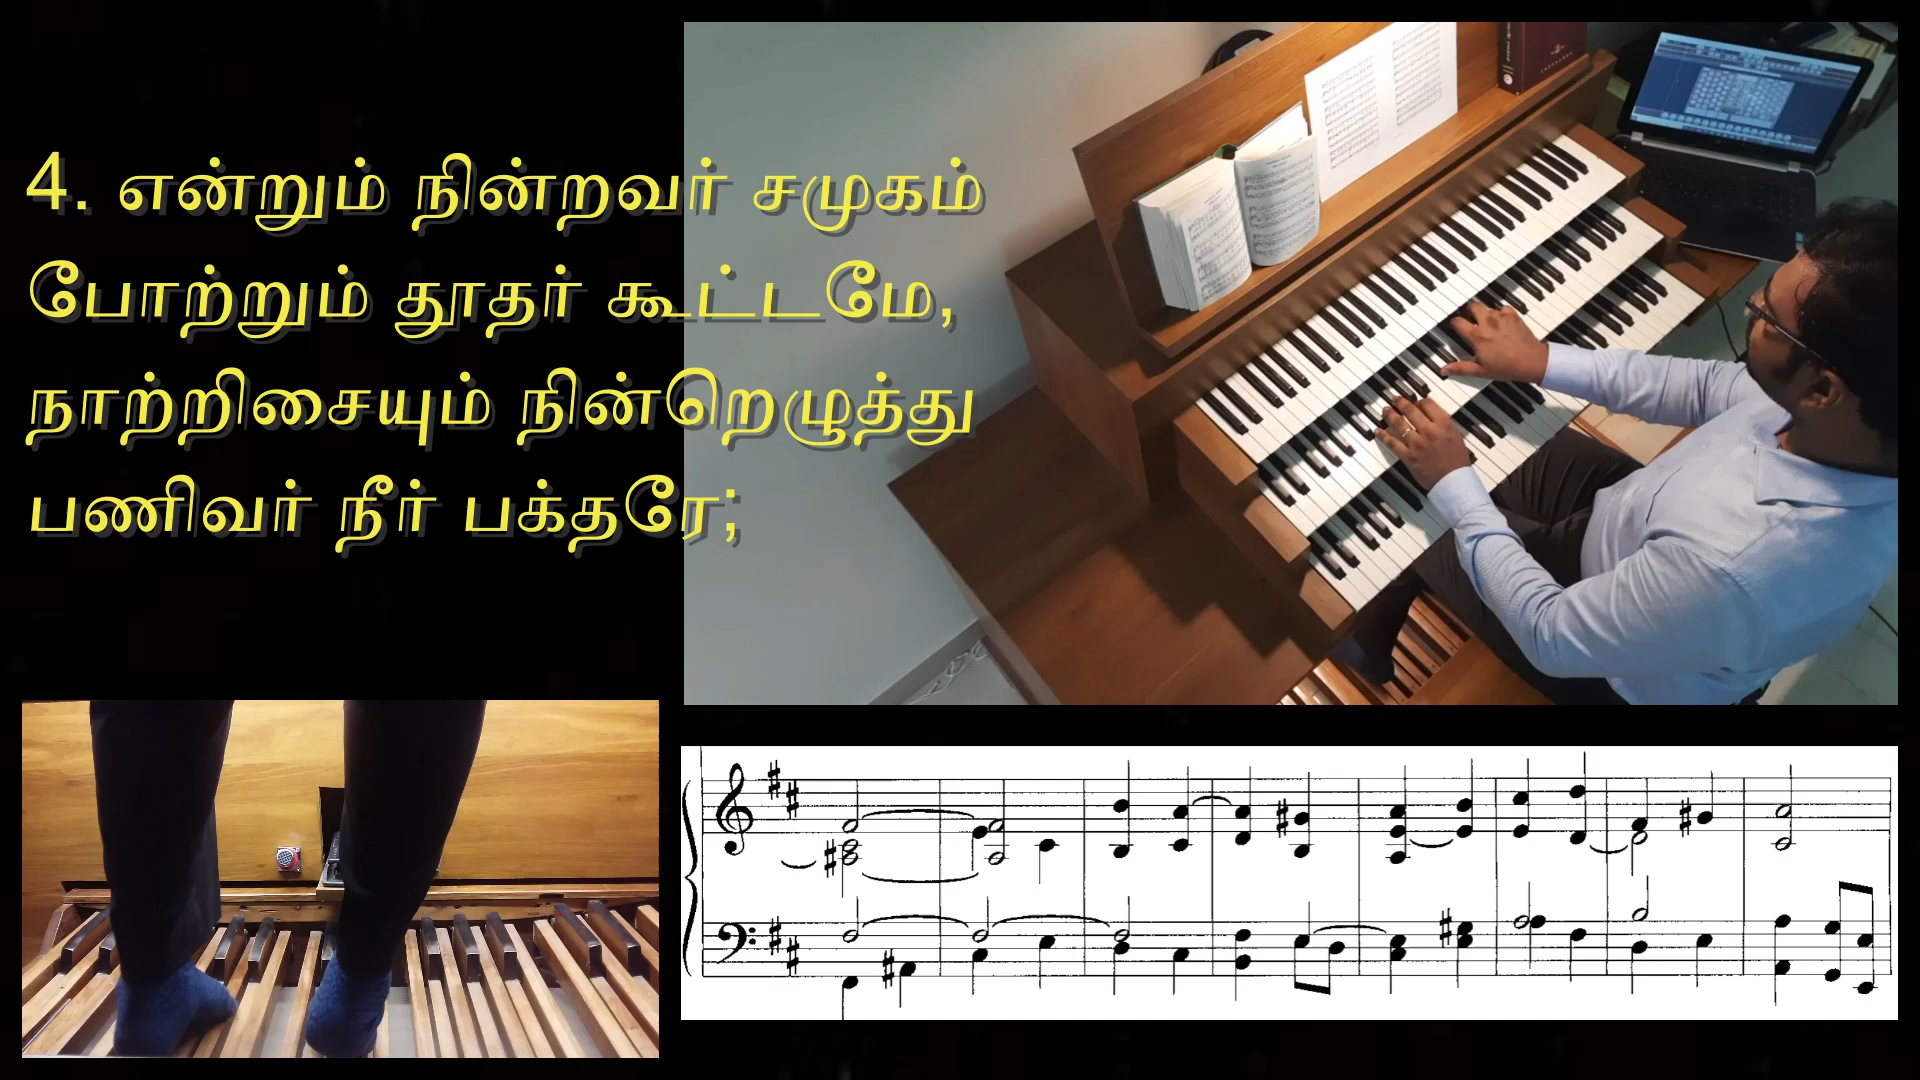 4. என்றும் நின்றவர் சமுகம்
போற்றும் தூதர் கூட்டமே,
நாற்றிசையும் நின்றெழுத்து
பணிவர் நீர் பக்தரே;